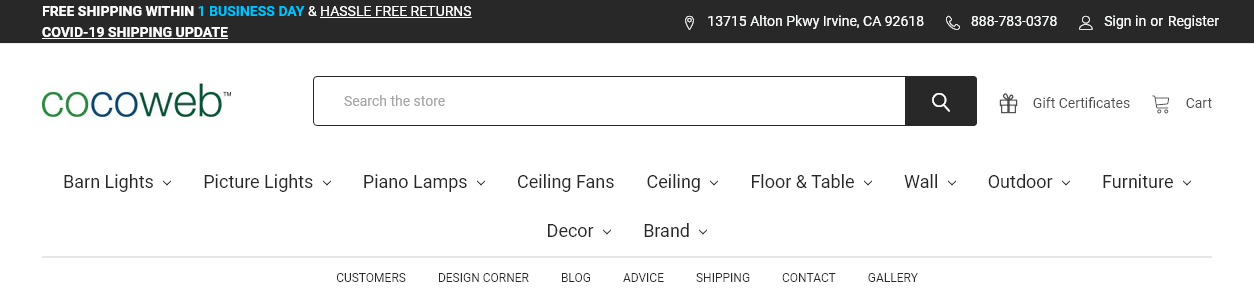 FREE SHIPPING WITHIN 1 BUSINESS DAY & HASSLE FREE RETURNS
COVID-19 SHIPPING UPDATE
13715 Alton Pkwy Irvine, CA 92618 888-783-0378 Sign in or Register
cocoweb™
Search the store
Gift Certificates Cart
Barn Lights Picture Lights Piano Lamps Ceiling Fans Ceiling Floor & Table Wall Outdoor Furniture
Decor Brand
CUSTOMERS DESIGN CORNER BLOG ADVICE SHIPPING CONTACT GALLERY